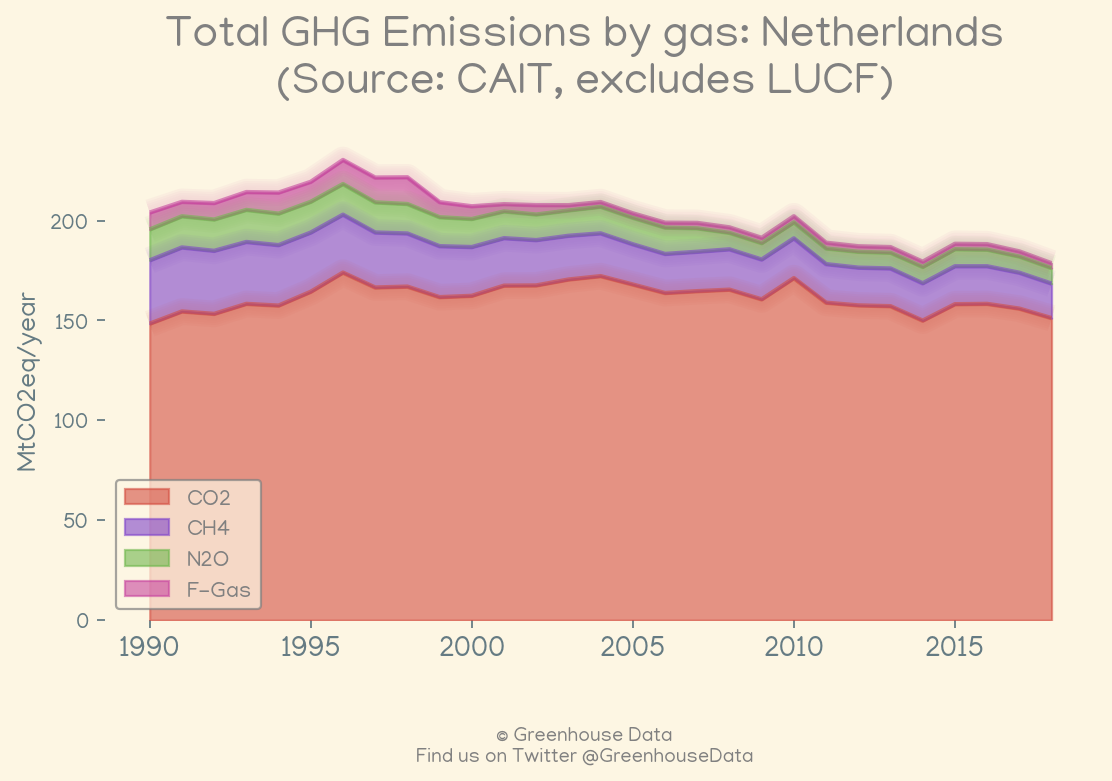 Total GHG Emissions by gas: Netherlands
(Source: CAIT, excludes LUCF)
MtCO2eq/year
200
150
100
50
0
CO2
CH4
N2O
F-Gas
1990 1995 2000 2005 2010 2015
© Greenhouse Data
Find us on Twitter @GreenhouseData